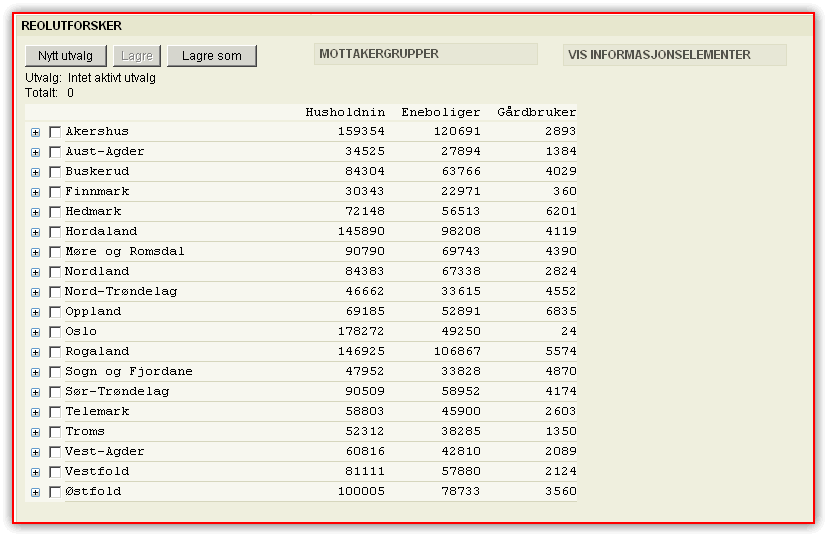 REOLUTFORSKER
Nytt utvalg Lagre Lagre som MOTTAKERGRUPPER VIS INFORMASJONSELEMENTER
Utvalg: Intet aktivt utvalg
Totalt: 0
Husholdnin Eneboliger Gårdbruker
Akershus 159354 120691 2893
Aust-Agder 34525 27894 1384
Buskerud 84304 63766 4029
Finnmark 30343 22971 360
Hedmark 72148 56513 6201
Hordaland 145890 98208 4119
Møre og Romsdal 90790 69743 4390
Nordland 84383 67338 2824
Nord-Trøndelag 46662 33615 4552
Oppland 69185 52891 6835
Oslo 178272 49250 24
Rogaland 146925 106867 5574
Sogn og Fjordane 47952 33828 4870
Sør-Trøndelag 90509 58952 4174
Telemark 58803 45900 2603
Troms 52312 38285 1350
Vest-Agder 60816 42810 2089
Vestfold 81111 57880 2124
Østfold 100005 78733 3560